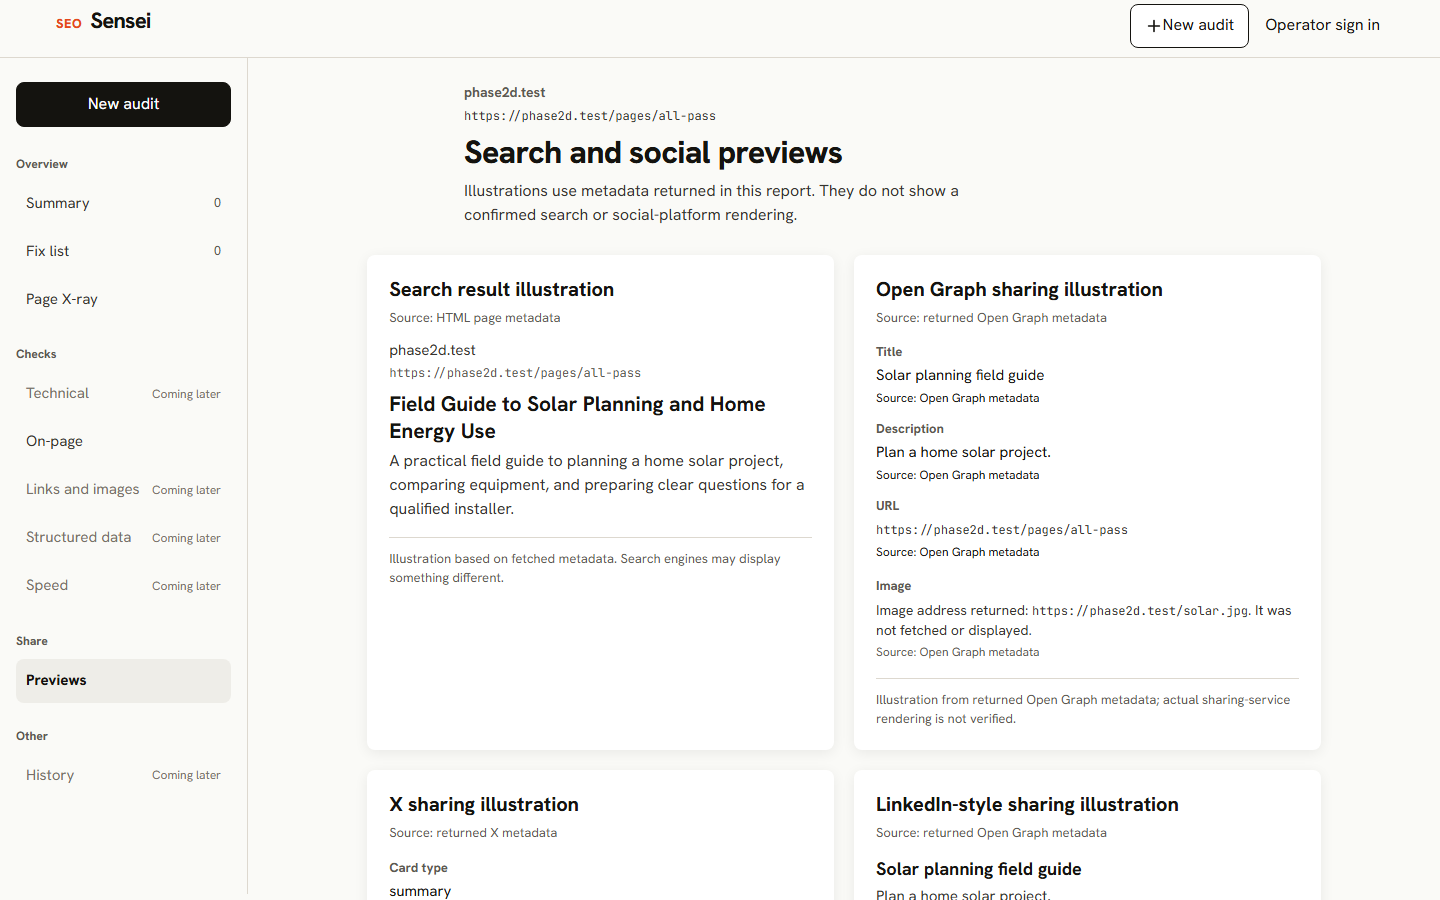 SEO Sensei
New audit
Operator sign in
New audit
Overview
Summary 0
Fix list 0
Page X-ray
Checks
Technical Coming later
On-page
Links and images Coming later
Structured data Coming later
Speed Coming later
Share
Previews
Other
History Coming later
phase2d.test
https://phase2d.test/pages/all-pass
Search and social previews
Illustrations use metadata returned in this report. They do not show a
confirmed search or social-platform rendering.
Search result illustration
Source: HTML page metadata
phase2d.test
https://phase2d.test/pages/all-pass
Field Guide to Solar Planning and Home
Energy Use
A practical field guide to planning a home solar project,
comparing equipment, and preparing clear questions for a
qualified installer.
Illustration based on fetched metadata. Search engines may display
something different.
Open Graph sharing illustration
Source: returned Open Graph metadata
Title
Solar planning field guide
Source: Open Graph metadata
Description
Plan a home solar project.
Source: Open Graph metadata
URL
https://phase2d.test/pages/all-pass
Source: Open Graph metadata
Image
Image address returned: https://phase2d.test/solar.jpg. It was
not fetched or displayed.
Source: Open Graph metadata
Illustration from returned Open Graph metadata; actual sharing-service
rendering is not verified.
X sharing illustration
Source: returned X metadata
Card type
summary
LinkedIn-style sharing illustration
Source: returned Open Graph metadata
Solar planning field guide
Plan a home solar project.